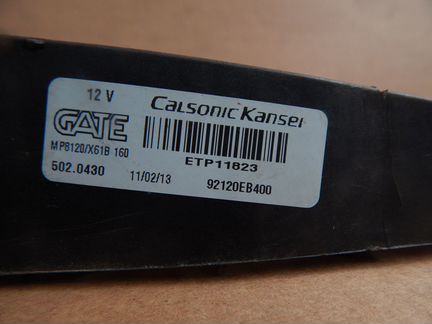 12 V Calsonic Kansei
GATE
MP8120/X61B 160 ETP11823
502.0430 11/02/13 92120EB400